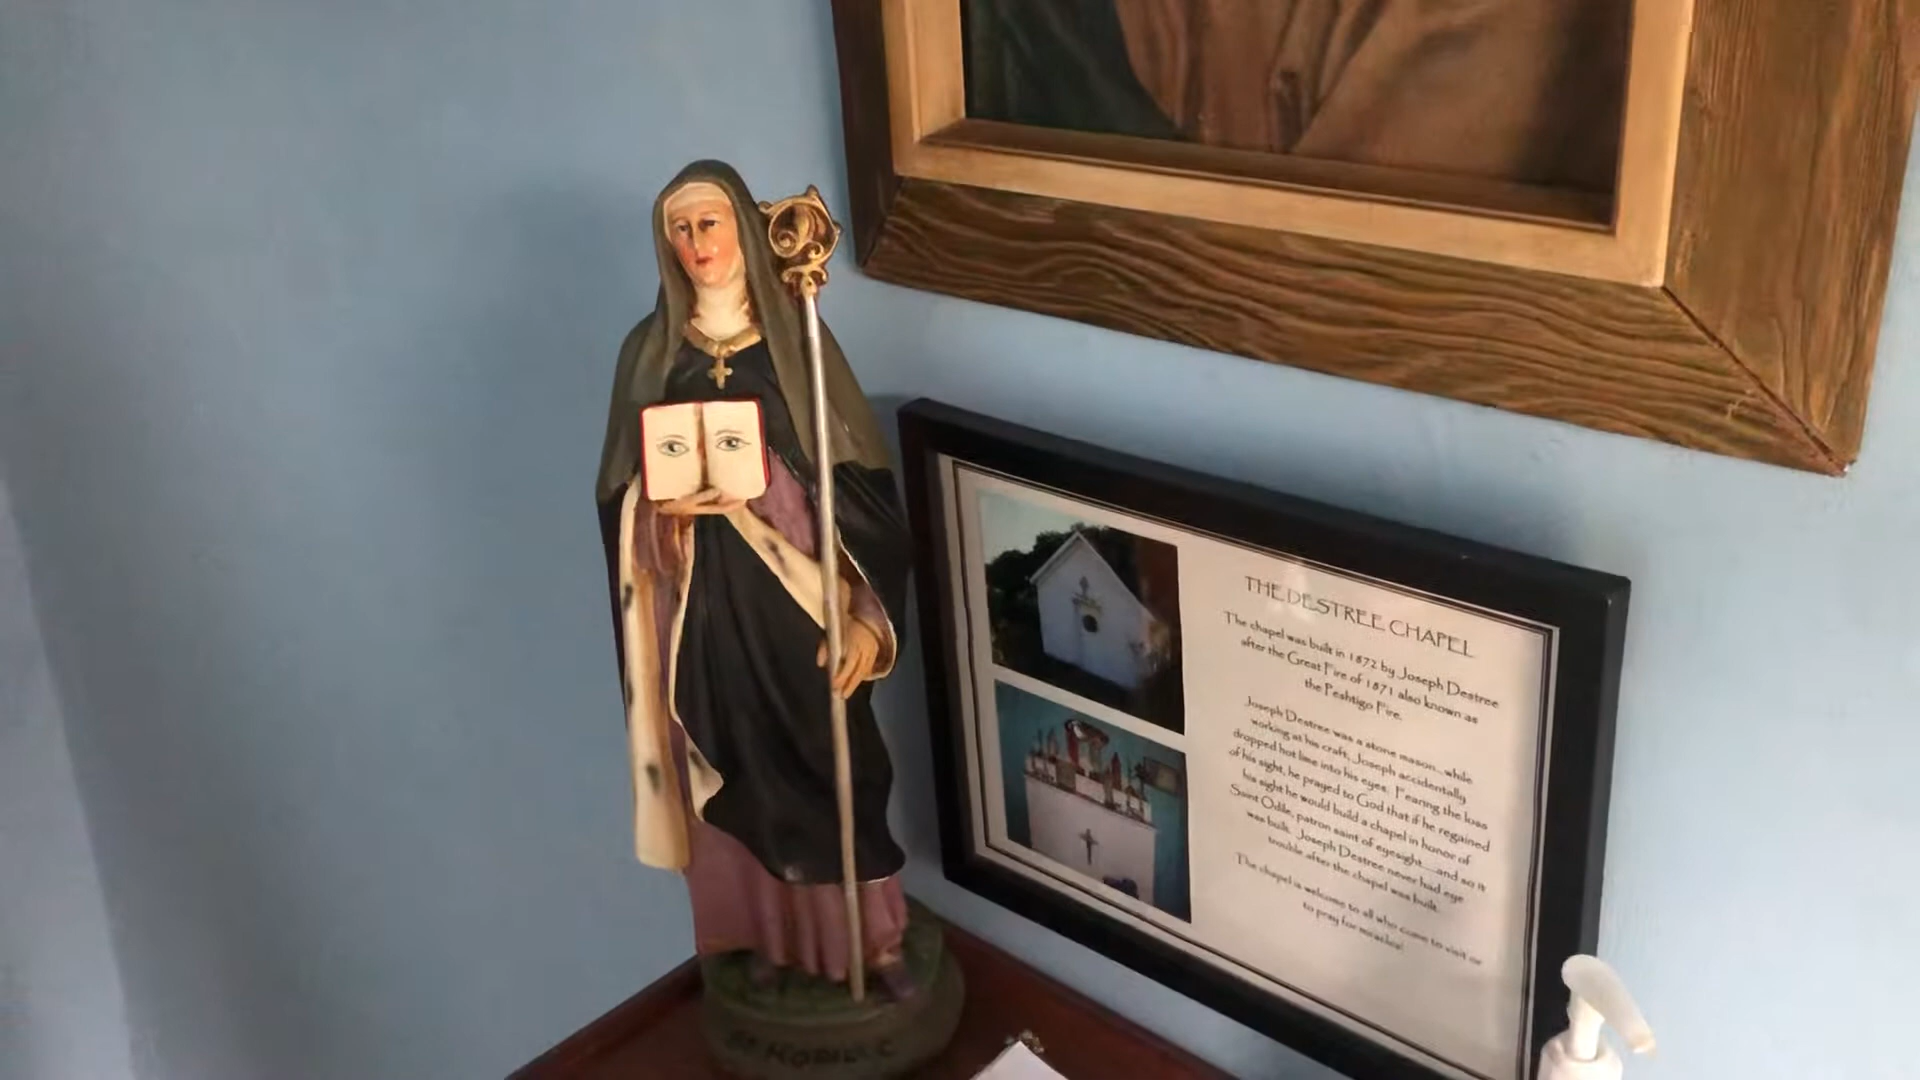 THE DESTREE CHAPEL
The chapel was built in 1872 by Joseph Destree
after the Great Fire of 1871 also known as
the Peshtigo Fire.
Joseph Destree was a stone mason...while
working at his craft, Joseph accidentally
dropped hot lime into his eyes. Fearing the loss
of his sight, he prayed to God that if he regained
his sight he would build a chapel in honor of
Saint Odile, patron saint of eyesight...and so it
was built. Joseph Destree never had eye
trouble after the chapel was built.
The chapel is welcome to all who come to visit or
to pray for miracles!